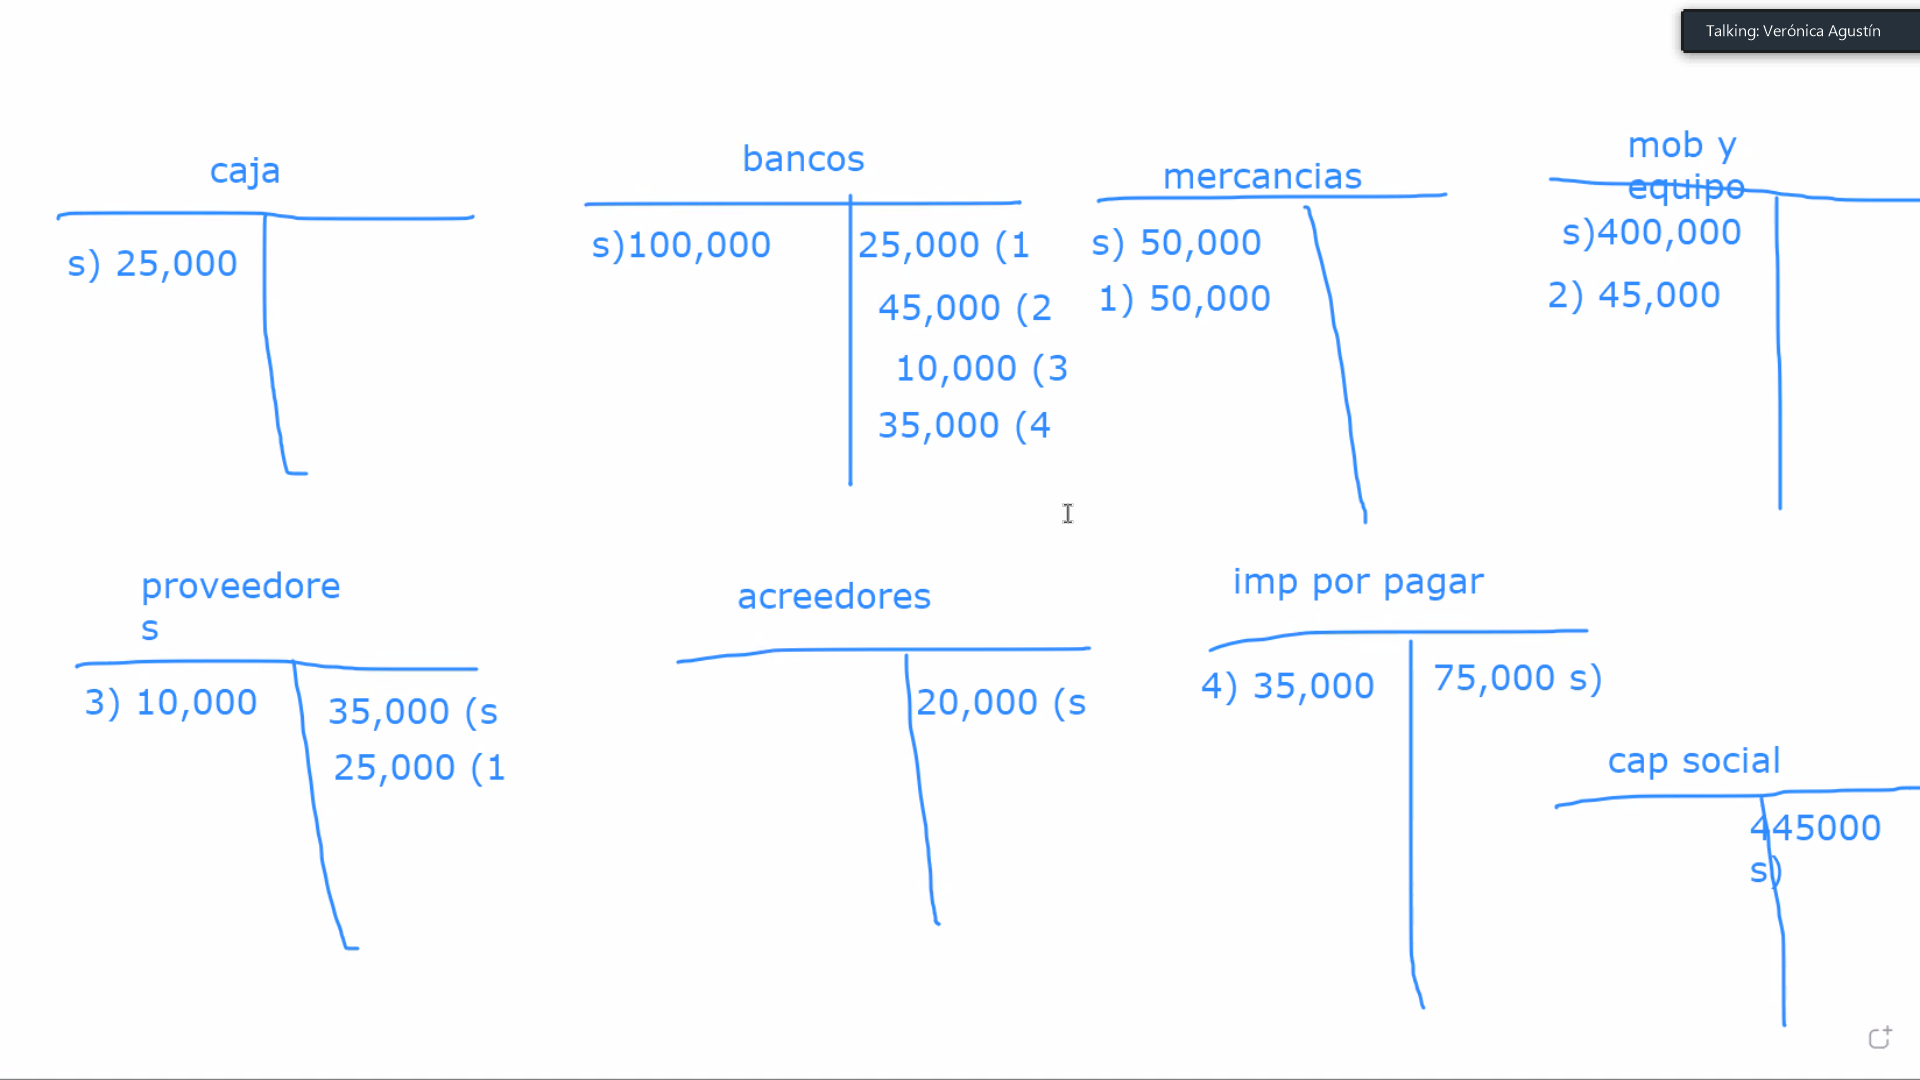 Talking: Verónica Agustín
caja
s) 25,000
bancos
s)100,000
25,000 (1
45,000 (2
10,000 (3
35,000 (4
mercancias
s) 50,000
1) 50,000
mob y
equipo
s)400,000
2) 45,000
proveedore
s
3) 10,000
35,000 (s
25,000 (1
acreedores
20,000 (s
imp por pagar
4) 35,000
75,000 s)
cap social
445000
s)